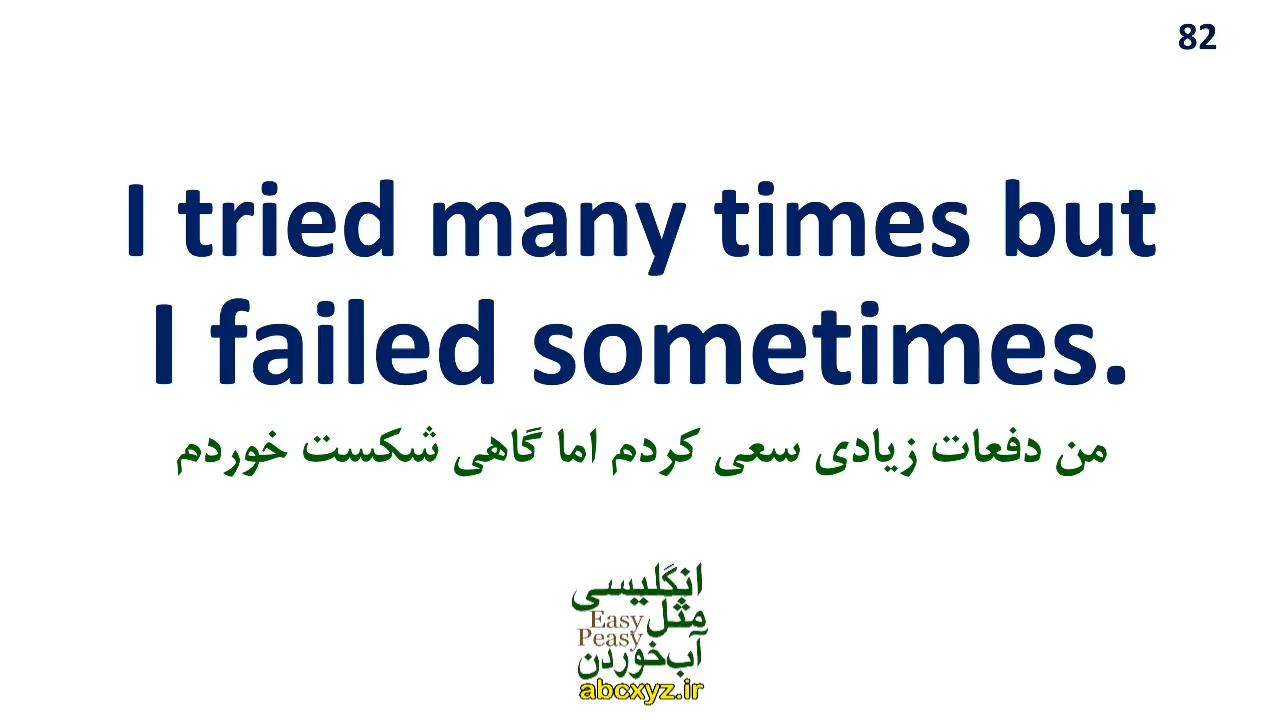 82
I tried many times but
I failed sometimes.
من دفعات زیادی سعی کردم اما گاهی شکست خوردم
انگلیسی
مثل
Easy
Peasy
آب‌خوردن
abcxyz.ir